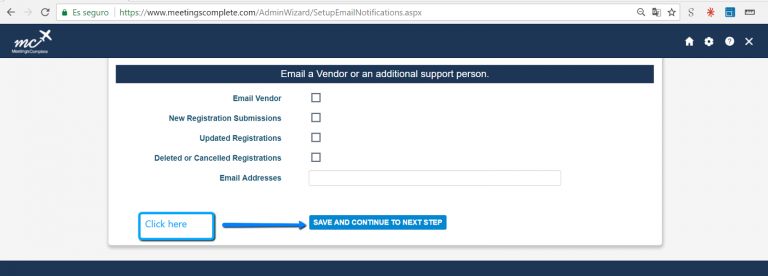 Es seguro
https://www.meetingscomplete.com/AdminWizard/SetupEmailNotifications.aspx
mc
MeetingsComplete
Email a Vendor or an additional support person.
Email Vendor
New Registration Submissions
Updated Registrations
Deleted or Cancelled Registrations
Email Addresses
Click here
SAVE AND CONTINUE TO NEXT STEP